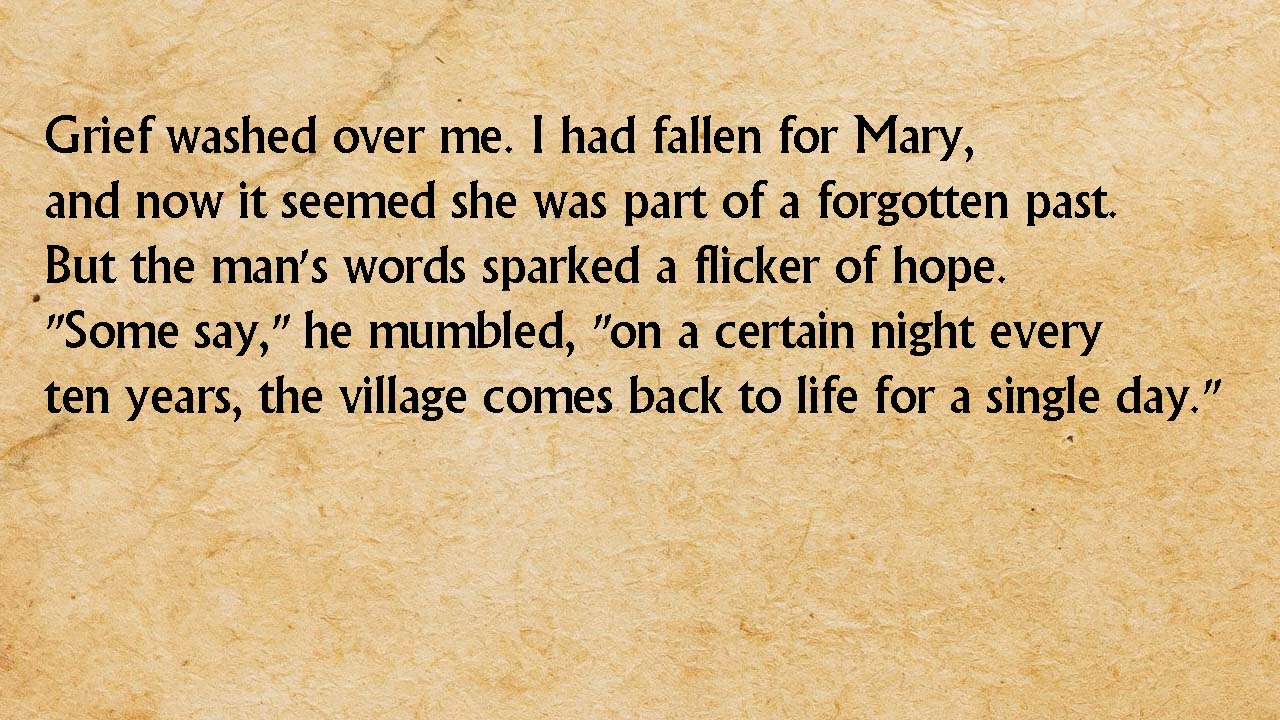 Grief washed over me. I had fallen for Mary,
and now it seemed she was part of a forgotten past.
But the man's words sparked a flicker of hope.
"Some say," he mumbled, "on a certain night every
ten years, the village comes back to life for a single day."